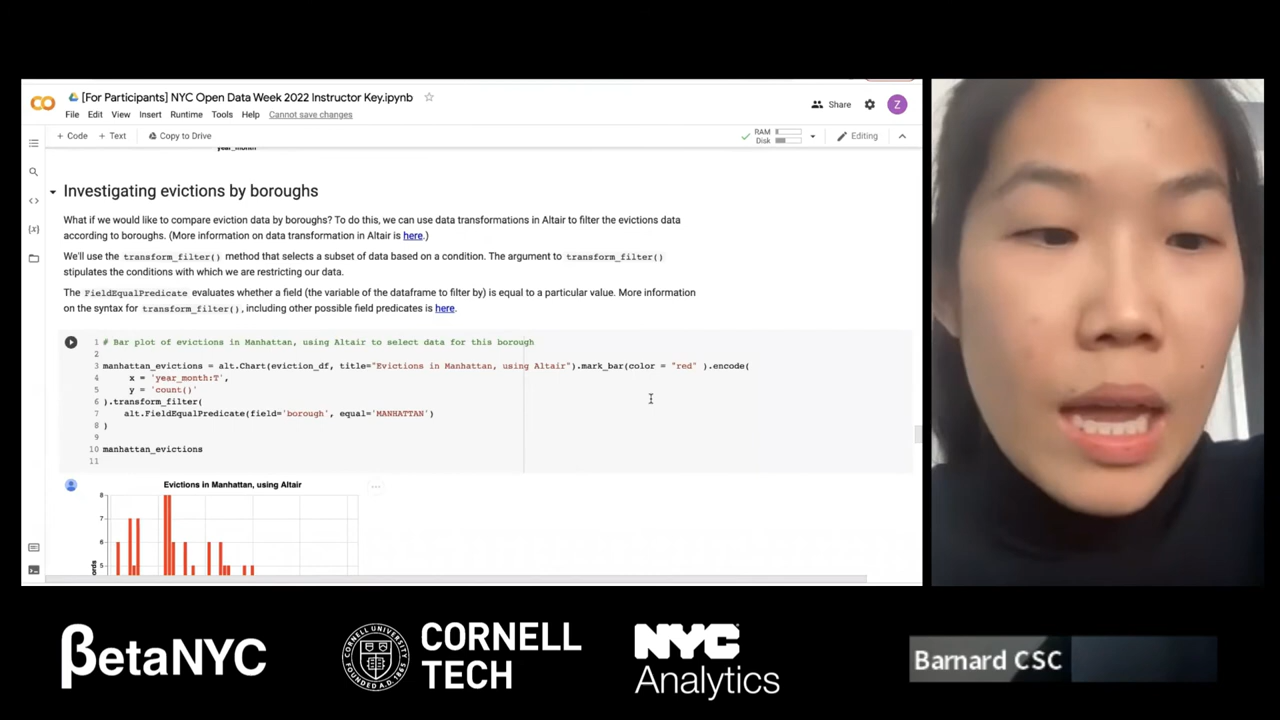 [For Participants] NYC Open Data Week 2022 Instructor Key.ipynb
File Edit View Insert Runtime Tools Help Cannot save changes
Share
Z
+ Code + Text Copy to Drive
RAM
Disk
Editing
year_month
Investigating evictions by boroughs
What if we would like to compare eviction data by boroughs? To do this, we can use data transformations in Altair to filter the evictions data
according to boroughs. (More information on data transformation in Altair is here.)
We'll use the transform_filter() method that selects a subset of data based on a condition. The argument to transform_filter()
stipulates the conditions with which we are restricting our data.
The FieldEqualPredicate evaluates whether a field (the variable of the dataframe to filter by) is equal to a particular value. More information
on the syntax for transform_filter(), including other possible field predicates is here.
1 # Bar plot of evictions in Manhattan, using Altair to select data for this borough
2
3 manhattan_evictions = alt.Chart(eviction_df, title="Evictions in Manhattan, using Altair").mark_bar(color = "red" ).encode(
4 x = 'year_month:T',
5 y = 'count()'
6 ).transform_filter(
7 alt.FieldEqualPredicate(field='borough', equal='MANHATTAN')
8 )
9
10 manhattan_evictions
11
Evictions in Manhattan, using Altair
8
7
6
5
ords
βetaNYC
CORNELL UNIVERSITY
FOUNDED A.D. 1865
CORNELL
TECH
NYC
Analytics
Barnard CSC